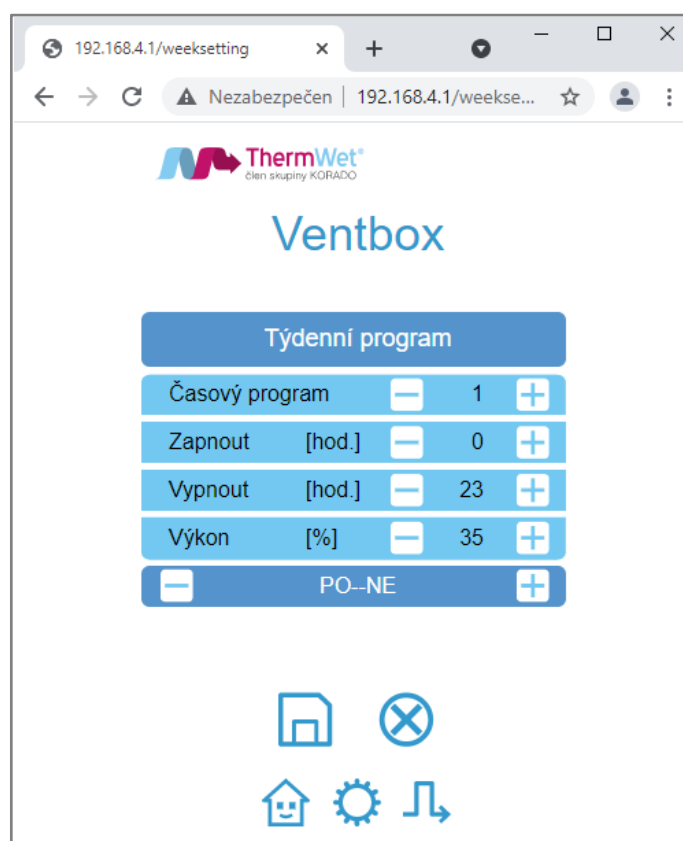 192.168.4.1/weeksetting
Nezabezpečen | 192.168.4.1/weekse...
ThermWet®
člen skupiny KORADO
Ventbox
Týdenní program
Časový program 1
Zapnout [hod.] 0
Vypnout [hod.] 23
Výkon [%] 35
PO--NE